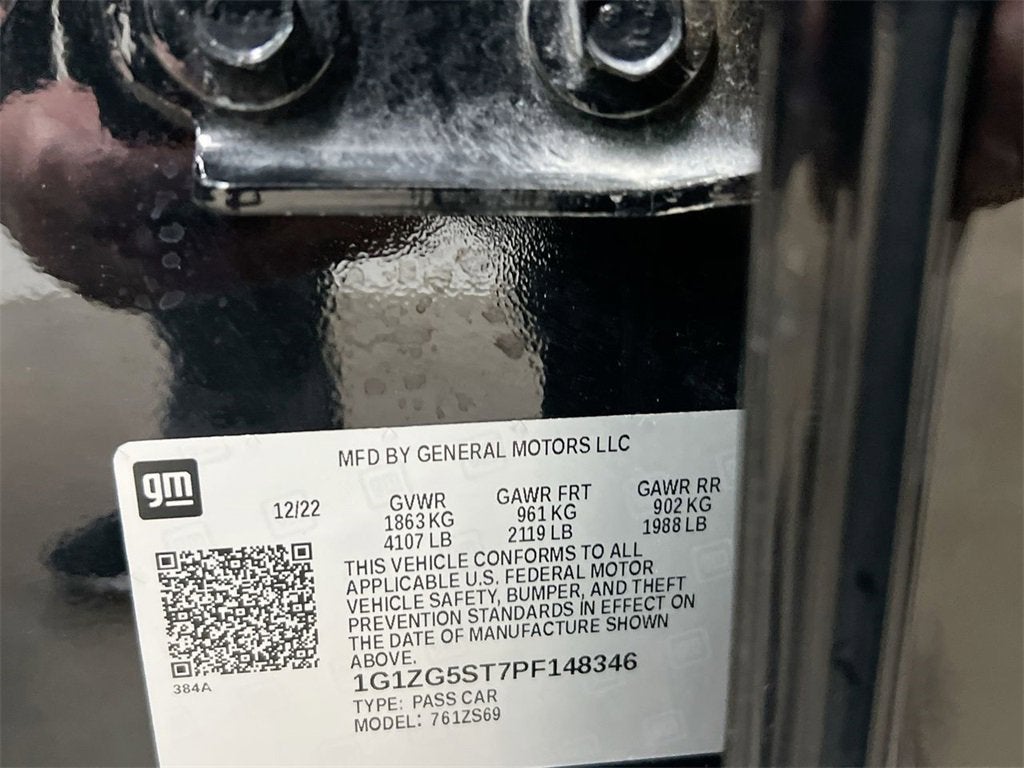 MFD BY GENERAL MOTORS LLC
gm
12/22
GVWR
1863 KG
4107 LB
GAWR FRT
961 KG
2119 LB
GAWR RR
902 KG
1988 LB
THIS VEHICLE CONFORMS TO ALL
APPLICABLE U.S. FEDERAL MOTOR
VEHICLE SAFETY, BUMPER, AND THEFT
PREVENTION STANDARDS IN EFFECT ON
THE DATE OF MANUFACTURE SHOWN
ABOVE.
384A
1G1ZG5ST7PF148346
TYPE: PASS CAR
MODEL: 761ZS69